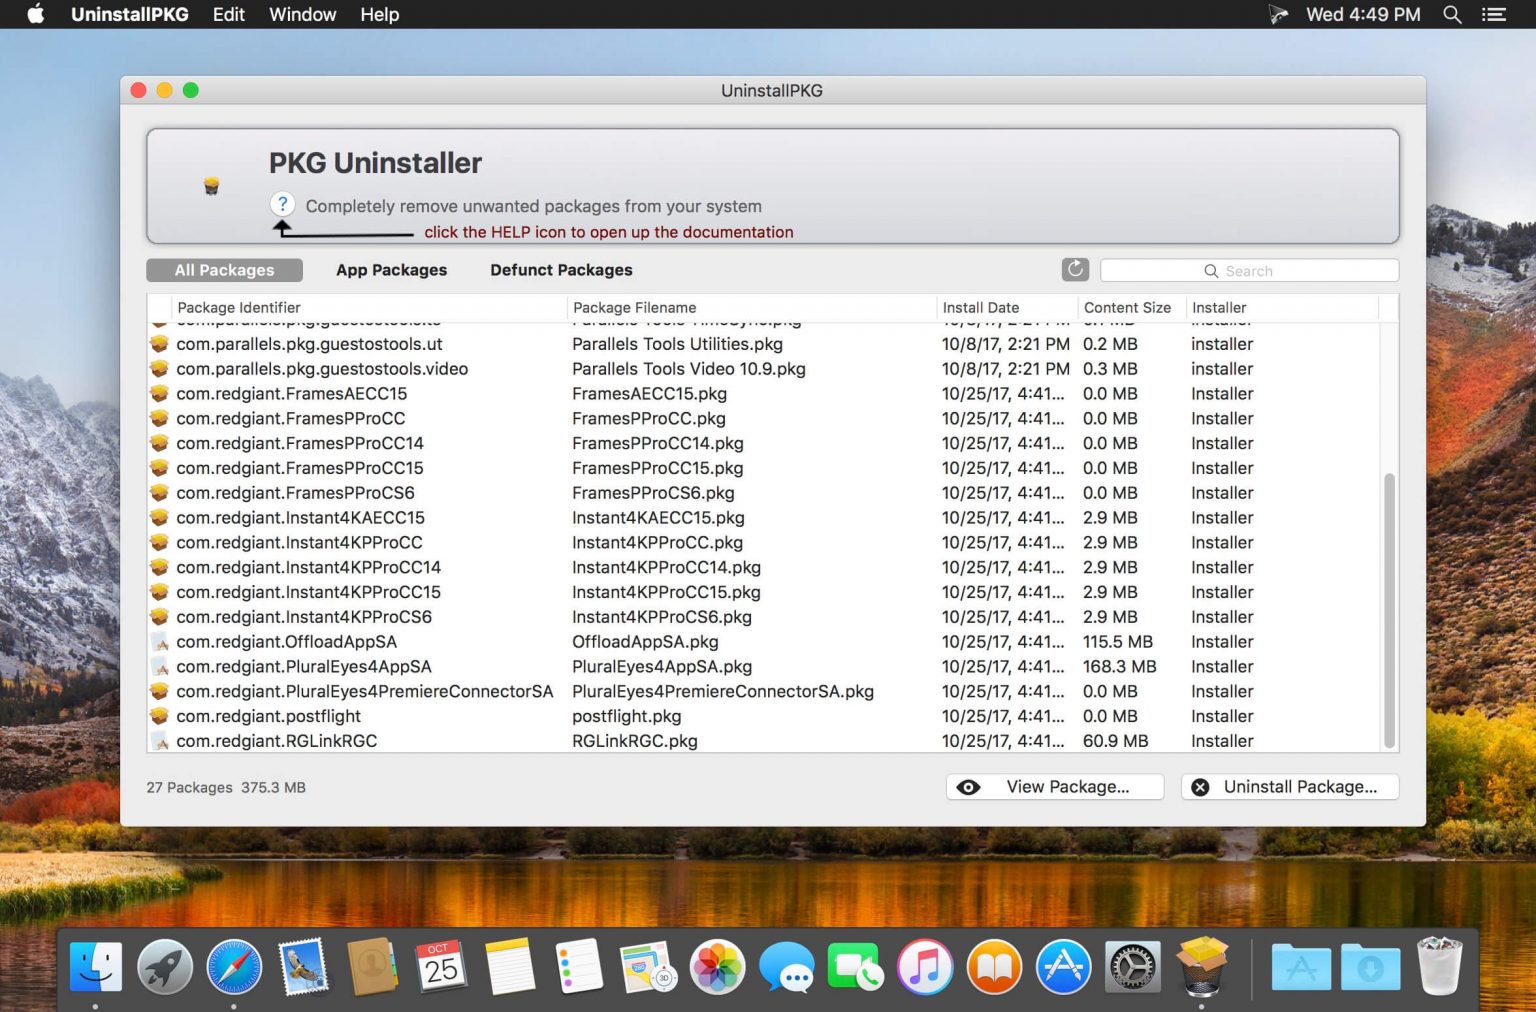 UninstallPKG Edit Window Help Wed 4:49 PM
UninstallPKG
PKG Uninstaller
? Completely remove unwanted packages from your system
click the HELP icon to open up the documentation
All Packages App Packages Defunct Packages Search
Package Identifier Package Filename Install Date Content Size Installer
com.parallels.pkg.guestostools.ut Parallels Tools Utilities.pkg 10/8/17, 2:21 PM 0.2 MB installer
com.parallels.pkg.guestostools.video Parallels Tools Video 10.9.pkg 10/8/17, 2:21 PM 0.3 MB installer
com.redgiant.FramesAECC15 FramesAECC15.pkg 10/25/17, 4:41... 0.0 MB Installer
com.redgiant.FramesPProCC FramesPProCC.pkg 10/25/17, 4:41... 0.0 MB Installer
com.redgiant.FramesPProCC14 FramesPProCC14.pkg 10/25/17, 4:41... 0.0 MB Installer
com.redgiant.FramesPProCC15 FramesPProCC15.pkg 10/25/17, 4:41... 0.0 MB Installer
com.redgiant.FramesPProCS6 FramesPProCS6.pkg 10/25/17, 4:41... 0.0 MB Installer
com.redgiant.Instant4KAECC15 Instant4KAECC15.pkg 10/25/17, 4:41... 2.9 MB Installer
com.redgiant.Instant4KPProCC Instant4KPProCC.pkg 10/25/17, 4:41... 2.9 MB Installer
com.redgiant.Instant4KPProCC14 Instant4KPProCC14.pkg 10/25/17, 4:41... 2.9 MB Installer
com.redgiant.Instant4KPProCC15 Instant4KPProCC15.pkg 10/25/17, 4:41... 2.9 MB Installer
com.redgiant.Instant4KPProCS6 Instant4KPProCS6.pkg 10/25/17, 4:41... 2.9 MB Installer
com.redgiant.OffloadAppSA OffloadAppSA.pkg 10/25/17, 4:41... 115.5 MB Installer
com.redgiant.PluralEyes4AppSA PluralEyes4AppSA.pkg 10/25/17, 4:41... 168.3 MB Installer
com.redgiant.PluralEyes4PremiereConnectorSA PluralEyes4PremiereConnectorSA.pkg 10/25/17, 4:41... 0.0 MB Installer
com.redgiant.postflight postflight.pkg 10/25/17, 4:41... 0.0 MB Installer
com.redgiant.RGLinkRGC RGLinkRGC.pkg 10/25/17, 4:41... 60.9 MB Installer
27 Packages 375.3 MB View Package... Uninstall Package...
OCT
25
280
3D